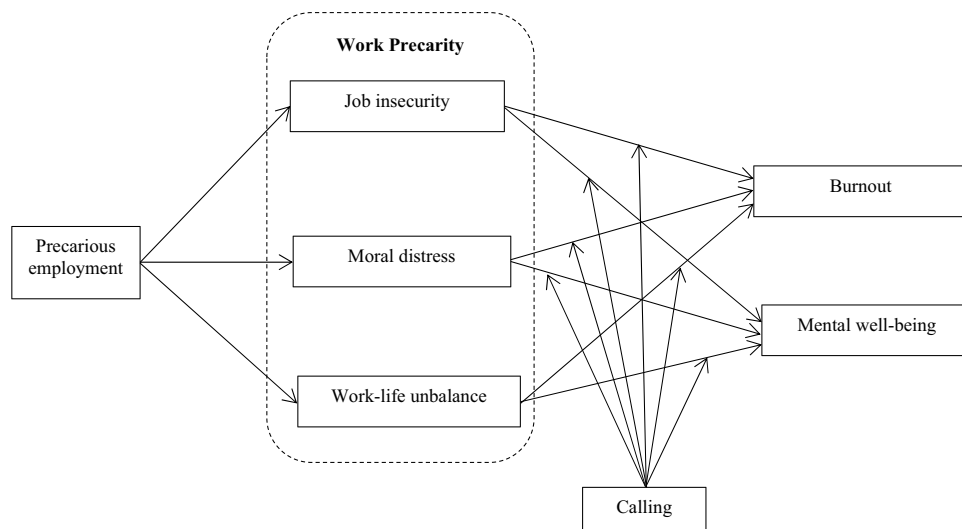 Work Precarity
Job insecurity
Burnout
Precarious
employment
Moral distress
Mental well-being
Work-life unbalance
Calling